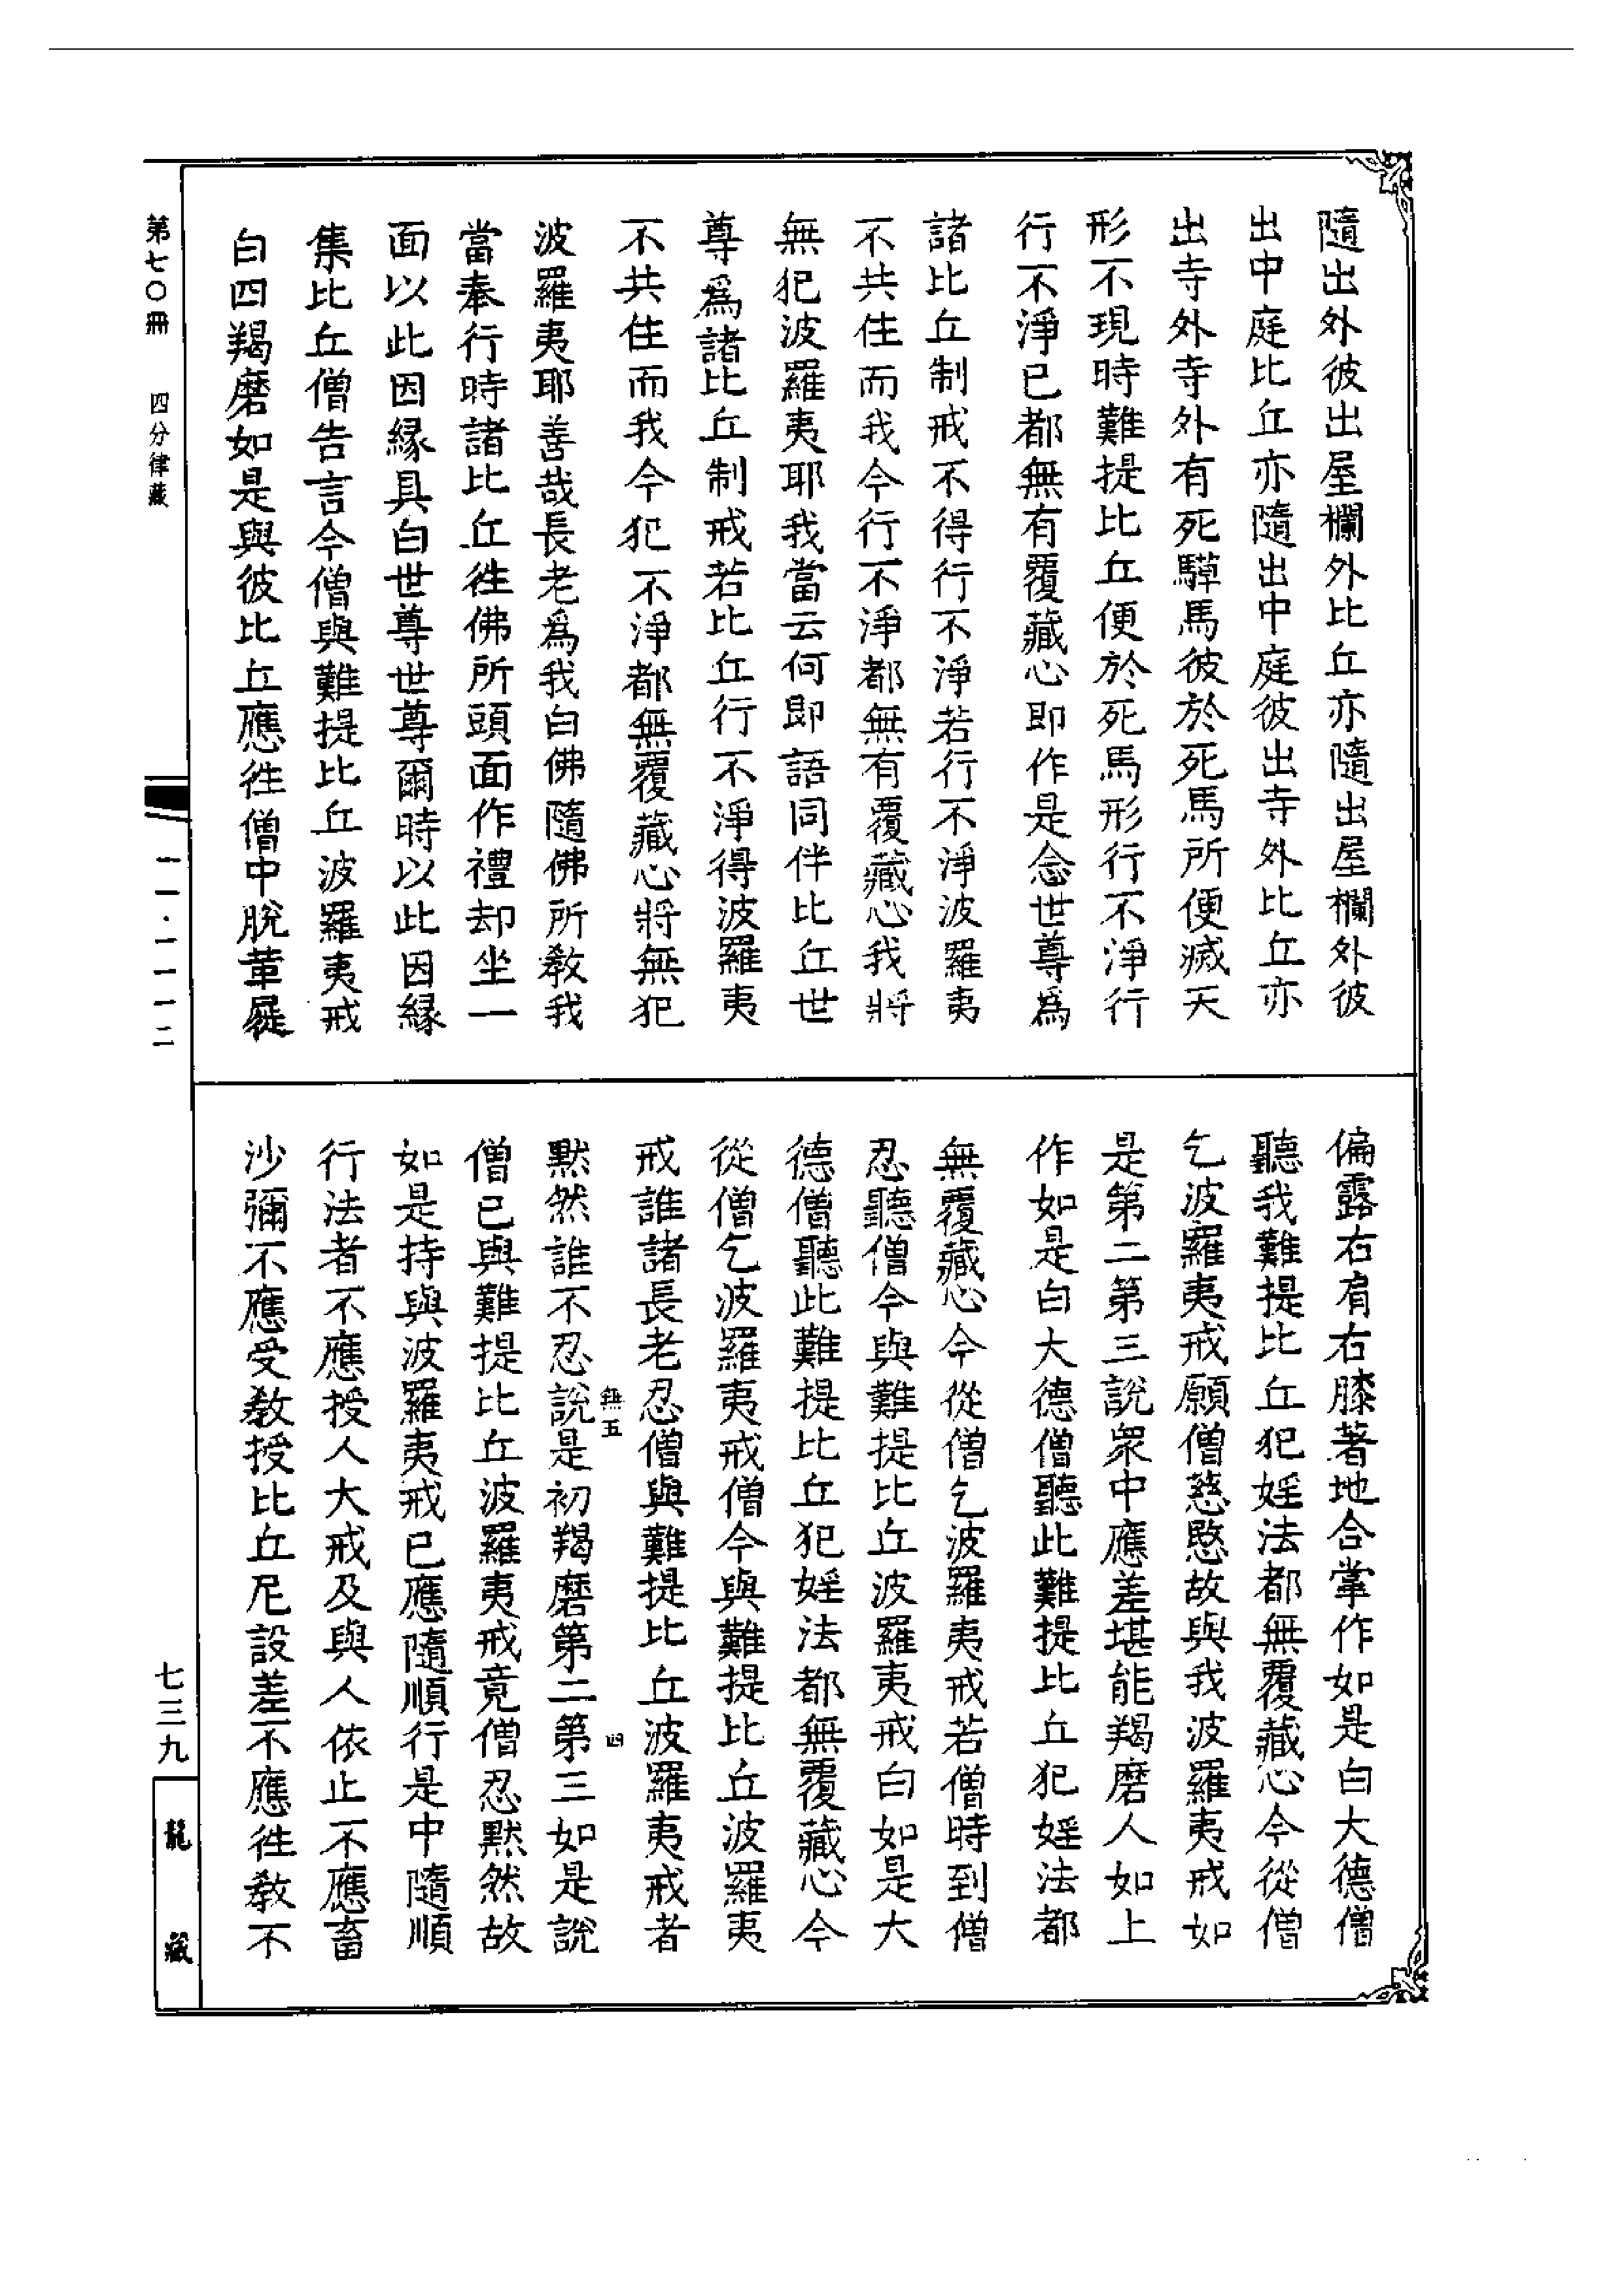 隨出外彼出屋欄外比丘亦隨出屋欄外彼
出中庭比丘亦隨出中庭彼出寺外比丘亦
出寺外寺外有死騲馬彼於死馬所便滅天
形不現時難提比丘便於死馬形行不淨行
行不淨已都無有覆藏心即作是念世尊爲
諸比丘制戒不得行不淨若行不淨波羅夷
不共住而我今行不淨都無有覆藏心我將
無犯波羅夷耶我當云何即語同伴比丘世
尊爲諸比丘制戒若比丘行不淨得波羅夷
不共住而我今犯不淨都無覆藏心將無犯
波羅夷耶善哉長老爲我白佛隨佛所教我
當奉行時諸比丘往佛所頭面作禮却坐一
面以此因緣具白世尊世尊爾時以此因緣
集比丘僧告言今僧與難提比丘波羅夷戒
白四羯磨如是與彼比丘應往僧中脫革屣
偏露右肩右膝著地合掌作如是白大德僧
聽我難提比丘犯婬法都無覆藏心今從僧
乞波羅夷戒願僧慈愍故與我波羅夷戒如
是第二第三說眾中應差堪能羯磨人如上
作如是白大德僧聽此難提比丘犯婬法都
無覆藏心今從僧乞波羅夷戒若僧時到僧
忍聽僧今與難提比丘波羅夷戒白如是大
德僧聽此難提比丘犯婬法都無覆藏心今
從僧乞波羅夷戒僧今與難提比丘波羅夷
戒誰諸長老忍僧與難提比丘波羅夷戒者
無五 四
默然誰不忍說是初羯磨第二第三如是說
僧已與難提比丘波羅夷戒竟僧忍默然故
如是持與波羅夷戒已應隨順行是中隨順
行法者不應授人大戒及與人依止不應畜
沙彌不應受教授比丘尼設差不應往教不
第七〇冊 四分律藏 一一·一一一二 七三九
龍藏